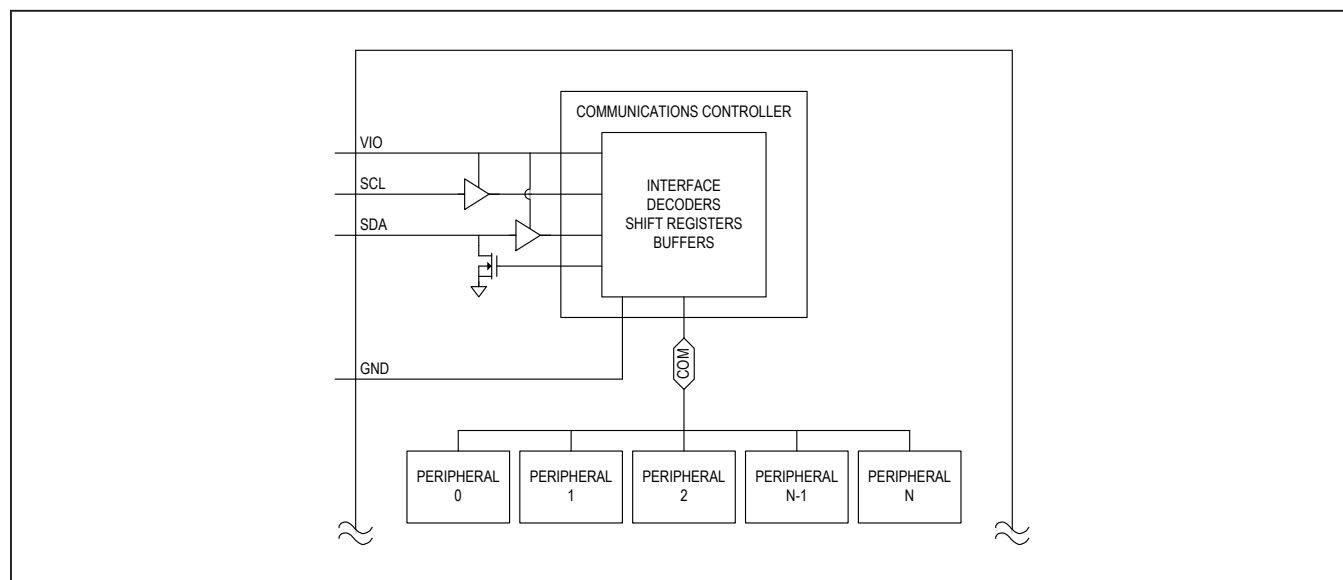 COMMUNICATIONS CONTROLLER
VIO
SCL
SDA
INTERFACE
DECODERS
SHIFT REGISTERS
BUFFERS
GND
COM
PERIPHERAL
0
PERIPHERAL
1
PERIPHERAL
2
PERIPHERAL
N-1
PERIPHERAL
N